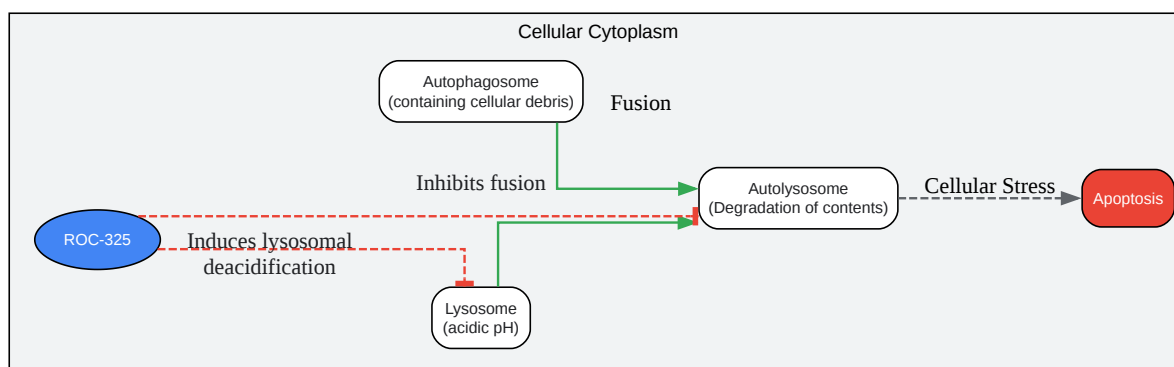 Cellular Cytoplasm
Autophagosome
(containing cellular debris)
Fusion
Inhibits fusion
Autolysosome
(Degradation of contents)
Cellular Stress
Apoptosis
ROC-325
Induces lysosomal
deacidification
Lysosome
(acidic pH)